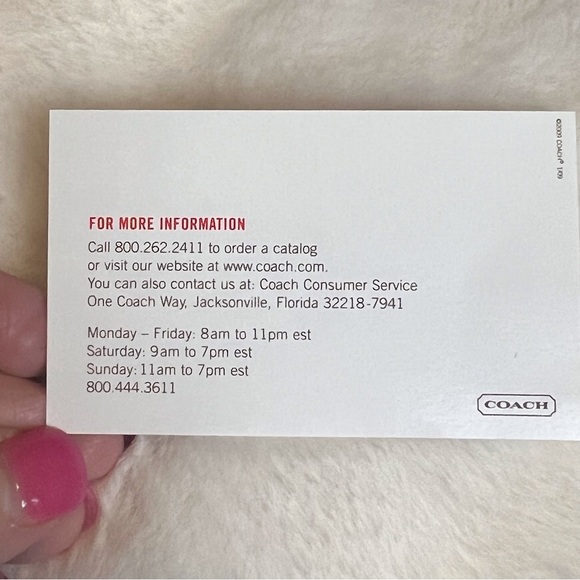 FOR MORE INFORMATION
Call 800.262.2411 to order a catalog
or visit our website at www.coach.com.
You can also contact us at: Coach Consumer Service
One Coach Way, Jacksonville, Florida 32218-7941
Monday – Friday: 8am to 11pm est
Saturday: 9am to 7pm est
Sunday: 11am to 7pm est
800.444.3611
COACH
COACH®